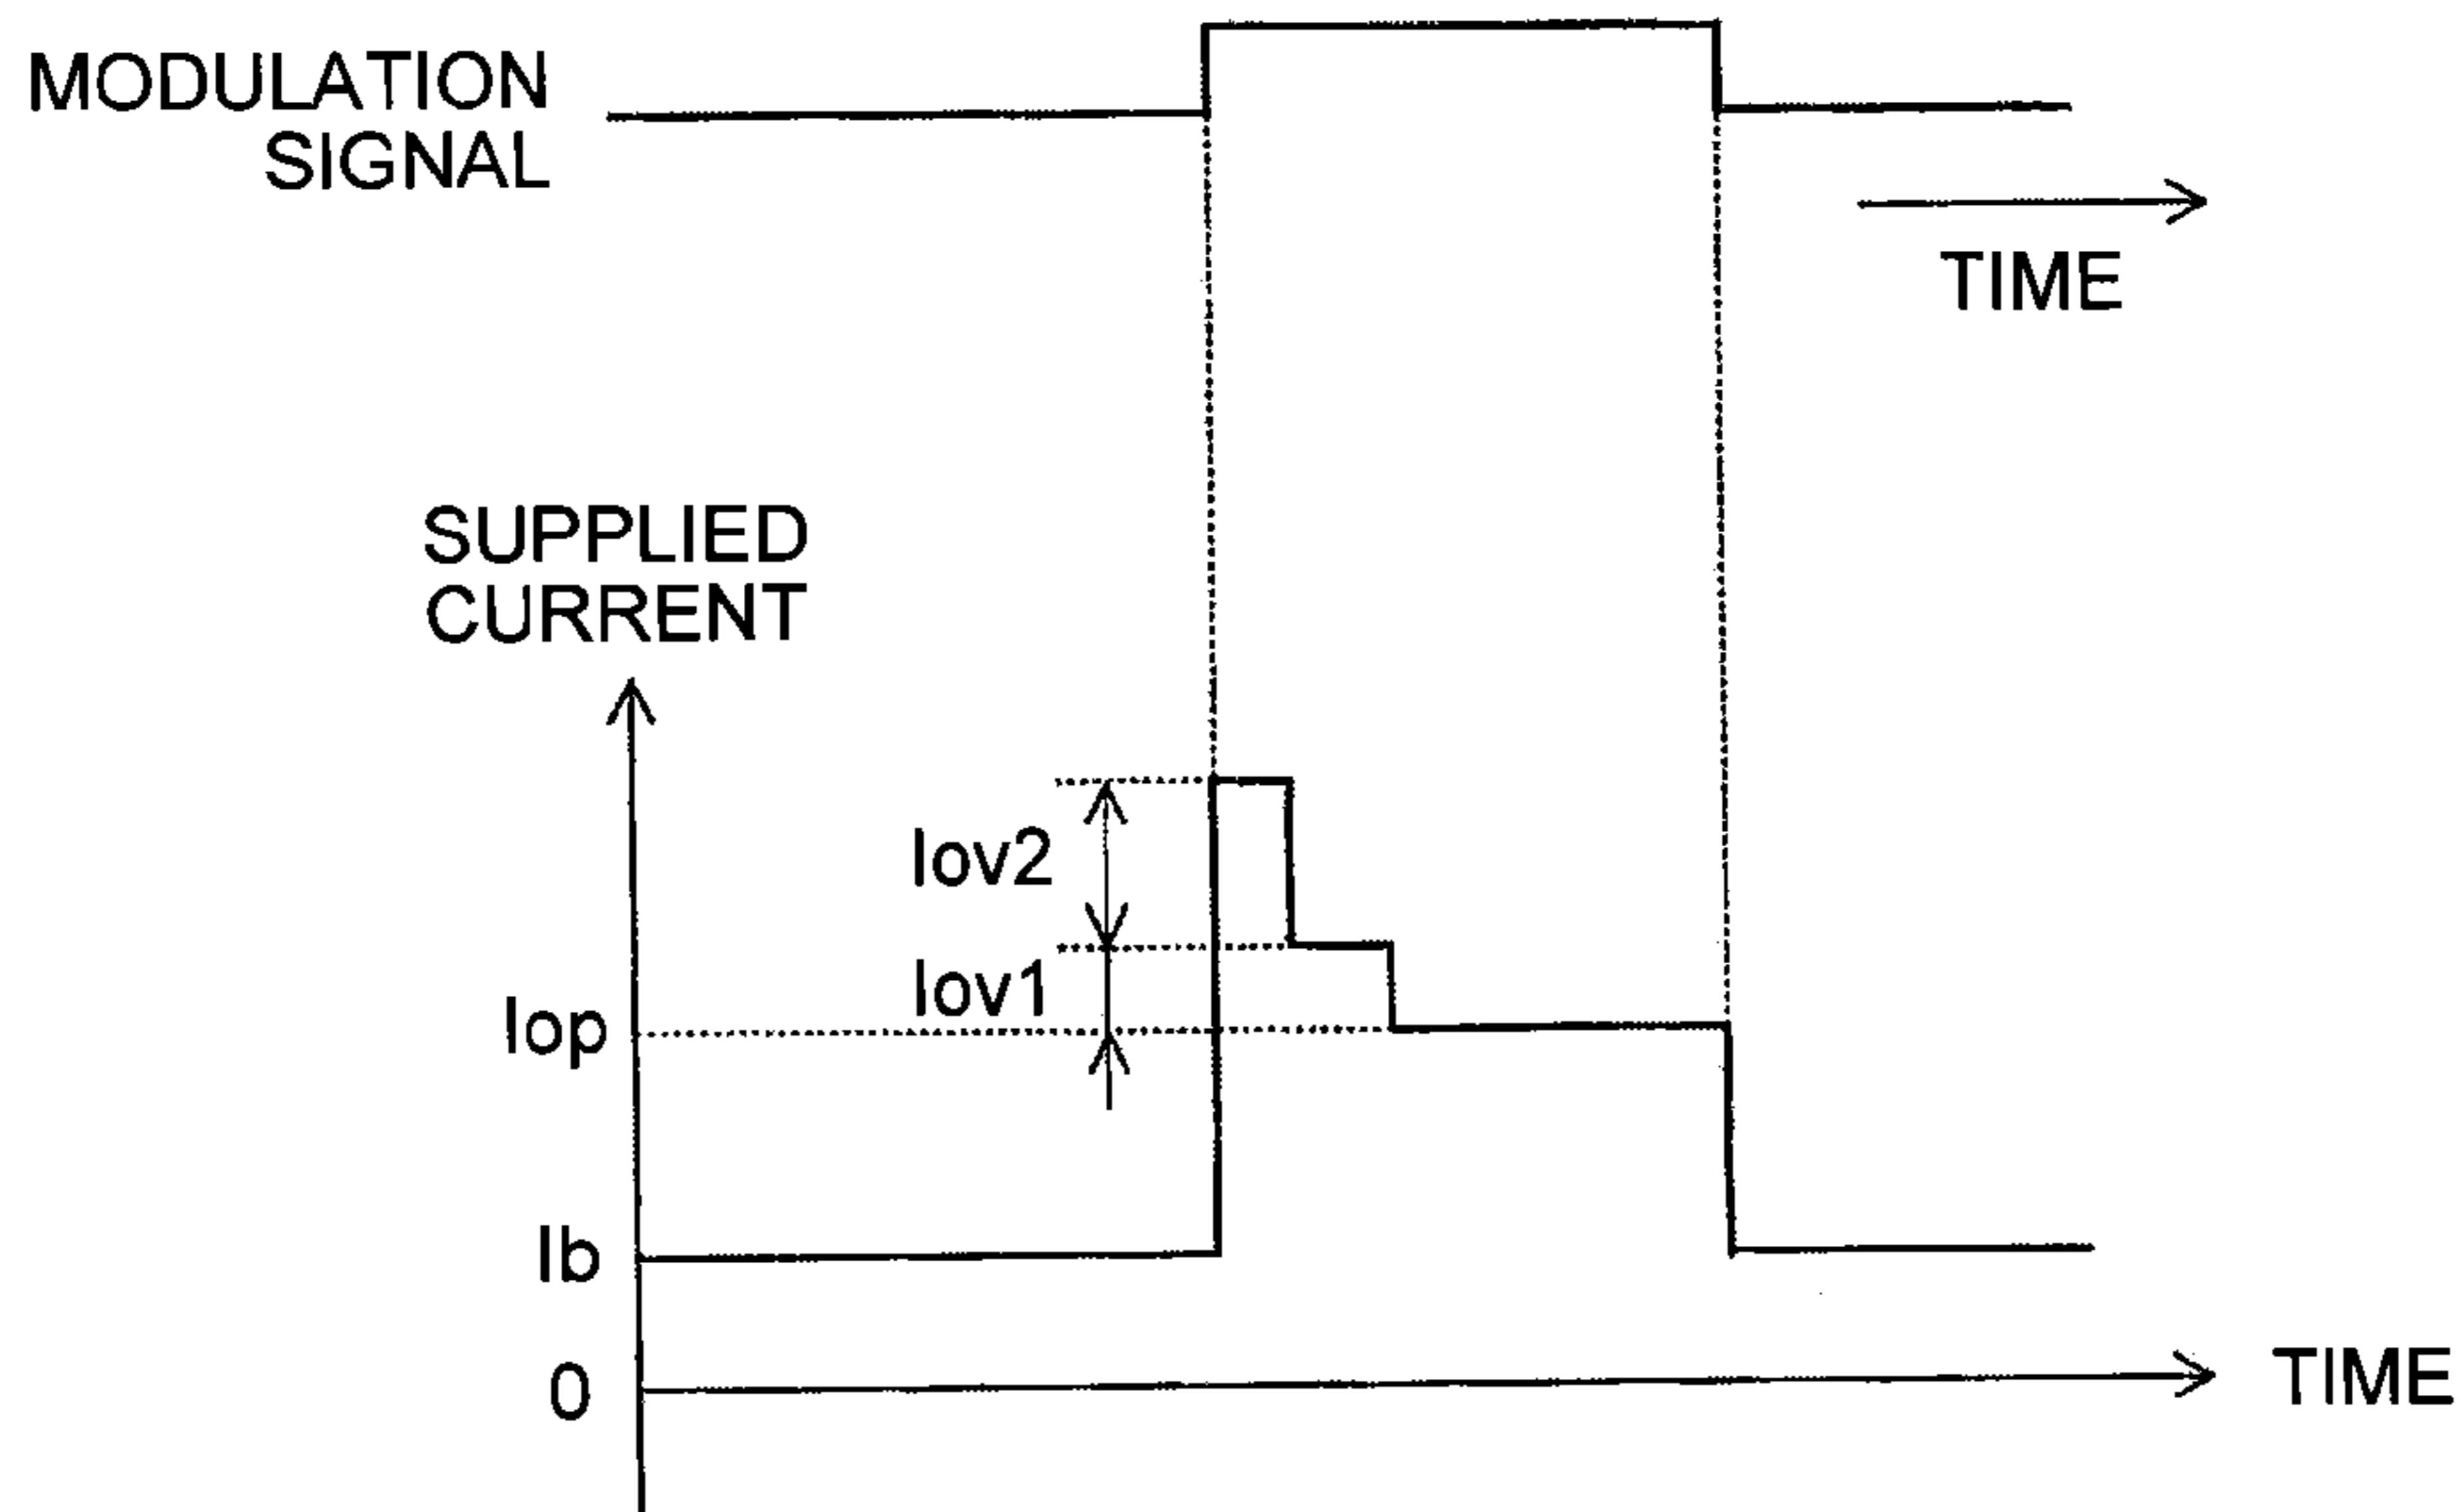 MODULATION
SIGNAL
TIME
SUPPLIED
CURRENT
Iov2
Iov1
Iop
Ib
0
TIME